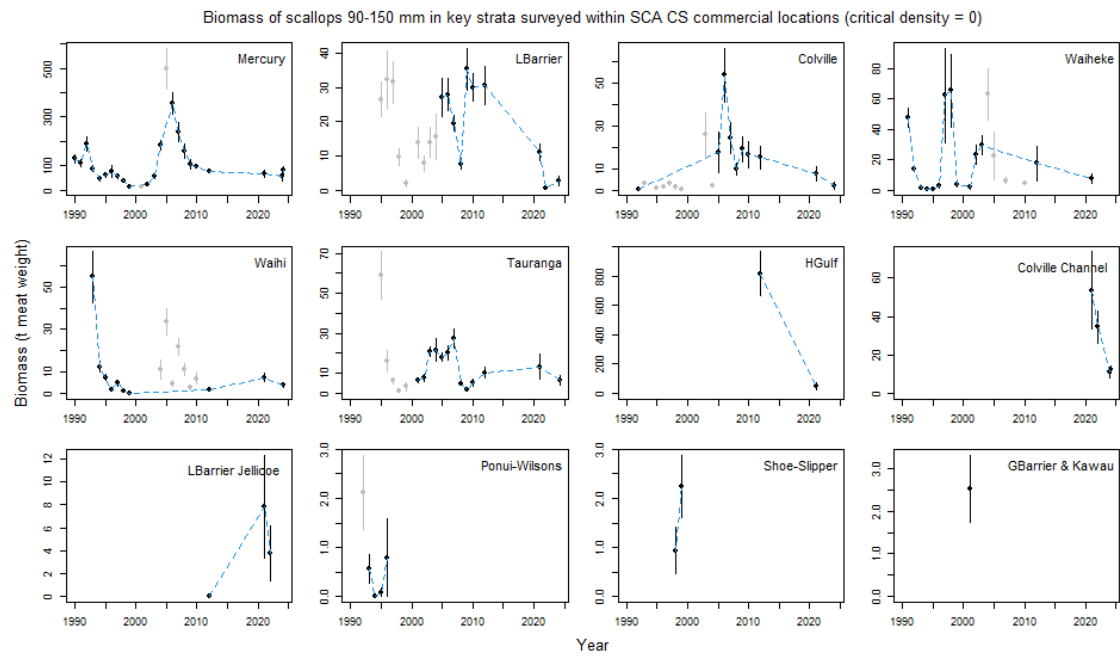 Biomass of scallops 90-150 mm in key strata surveyed within SCA CS commercial locations (critical density = 0)
Biomass (t meat weight)
Mercury
0 100 300 500
1990 2000 2010 2020
LBarrier
0 10 20 30 40
1990 2000 2010 2020
Colville
0 10 30 50
1990 2000 2010 2020
Waiheke
0 20 40 60 80
1990 2000 2010 2020
Waihi
0 10 30 50
1990 2000 2010 2020
Tauranga
0 10 30 50 70
1990 2000 2010 2020
HGulf
0 200 400 600 800
1990 2000 2010 2020
Colville Channel
0 20 40 60
1990 2000 2010 2020
LBarrier Jellicoe
0 2 4 6 8 10 12
1990 2000 2010 2020
Ponui-Wilsons
0.0 1.0 2.0 3.0
1990 2000 2010 2020
Shoe-Slipper
0.0 1.0 2.0 3.0
1990 2000 2010 2020
GBarrier & Kawau
0.0 1.0 2.0 3.0
1990 2000 2010 2020
Year